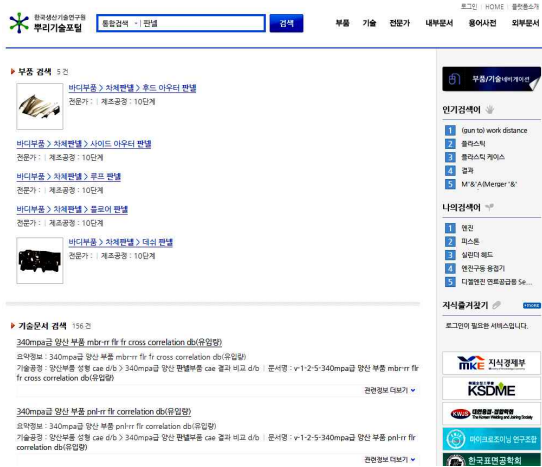 로그인 | HOME | 플랫폼소개
한국생산기술연구원
뿌리기술포털
통합검색 판넬 검색
부품 기술 전문가 내부문서 용어사전 외부문서
부품 검색 5 건
바디부품 > 차체판넬 > 후드 아우터 판넬
전문가 : | 제조공정 : 10단계
바디부품 > 차체판넬 > 사이드 아우터 판넬
전문가 : | 제조공정 : 10단계
바디부품 > 차체판넬 > 루프 판넬
전문가 : | 제조공정 : 10단계
바디부품 > 차체판넬 > 플로어 판넬
전문가 : | 제조공정 : 10단계
바디부품 > 차체판넬 > 데쉬 판넬
전문가 : | 제조공정 : 10단계
기술문서 검색 156 건
340mpa급 양산 부품 mbr-rr flr fr cross correlation db(유입량)
요약정보 : 340mpa급 양산 부품 mbr-rr flr fr cross correlation db(유입량)
기술공정 : 양산부품 성형 cae d/b > 340mpa급 양산 판넬부품 cae 결과 비교 d/b | 문서명 : v-1-2-5-340mpa급 양산 부품 mbr-rr flr
fr cross correlation db(유입량)
관련정보 더보기
340mpa급 양산 부품 pnl-rr flr correlation db(유입량)
요약정보 : 340mpa급 양산 부품 pnl-rr flr correlation db(유입량)
기술공정 : 양산부품 성형 cae d/b > 340mpa급 양산 판넬부품 cae 결과 비교 d/b | 문서명 : v-1-2-5-340mpa급 양산 부품 pnl-rr flr
correlation db(유입량)
관련정보 더보기
부품/기술네비게이션
인기검색어
1 (gun to) work distance
2 플라스틱
3 플라스틱 케이스
4 결과
5 M'&'A(Merger '&'
나의검색어
1 엔진
2 피스톤
3 실린더 헤드
4 엔진구동 용접기
5 디젤엔진 연료공급용 Se...
지식즐겨찾기
로그인이 필요한 서비스입니다.
MKE 지식경제부
KSDME
KWJS 대한용접·접합학회
The Korean Welding and Joining Society
마이크로조이닝 연구조합
한국표면공학회